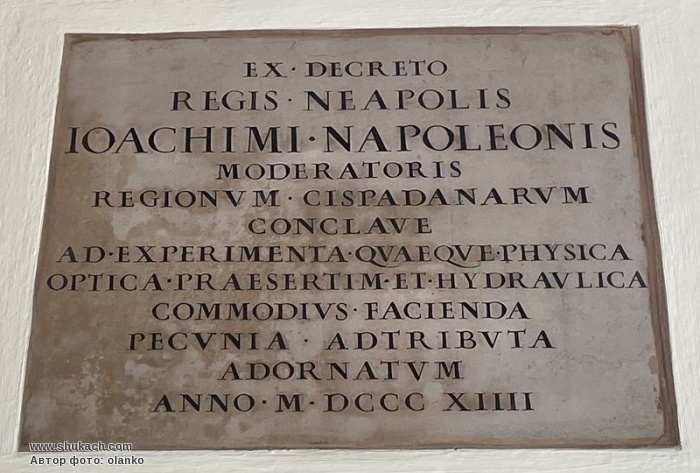 EX · DECRETO
REGIS · NEAPOLIS
IOACHIMI · NAPOLEONIS
MODERATORIS
REGIONVM · CISPADANARVM
CONCLAVE
AD · EXPERIMENTA · QVAEQVE · PHYSICA
OPTICA · PRAESERTIM · ET · HYDRAVLICA
COMMODIVS · FACIENDA
PECVNIA · ADTRIBVTA
ADORNATVM
ANNO · M · DCCC XIIII
www.shukach.com
Автор фото: olanko